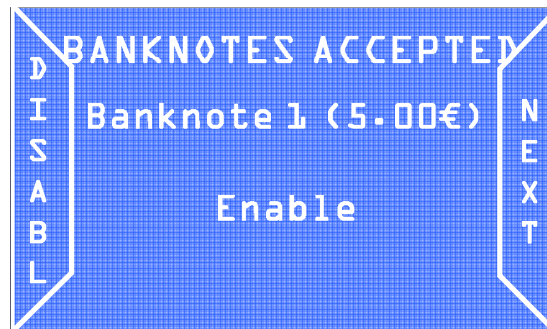 BANKNOTES ACCEPTED
Banknote 1 (5.00€)
Enable
DISABL
NEXT